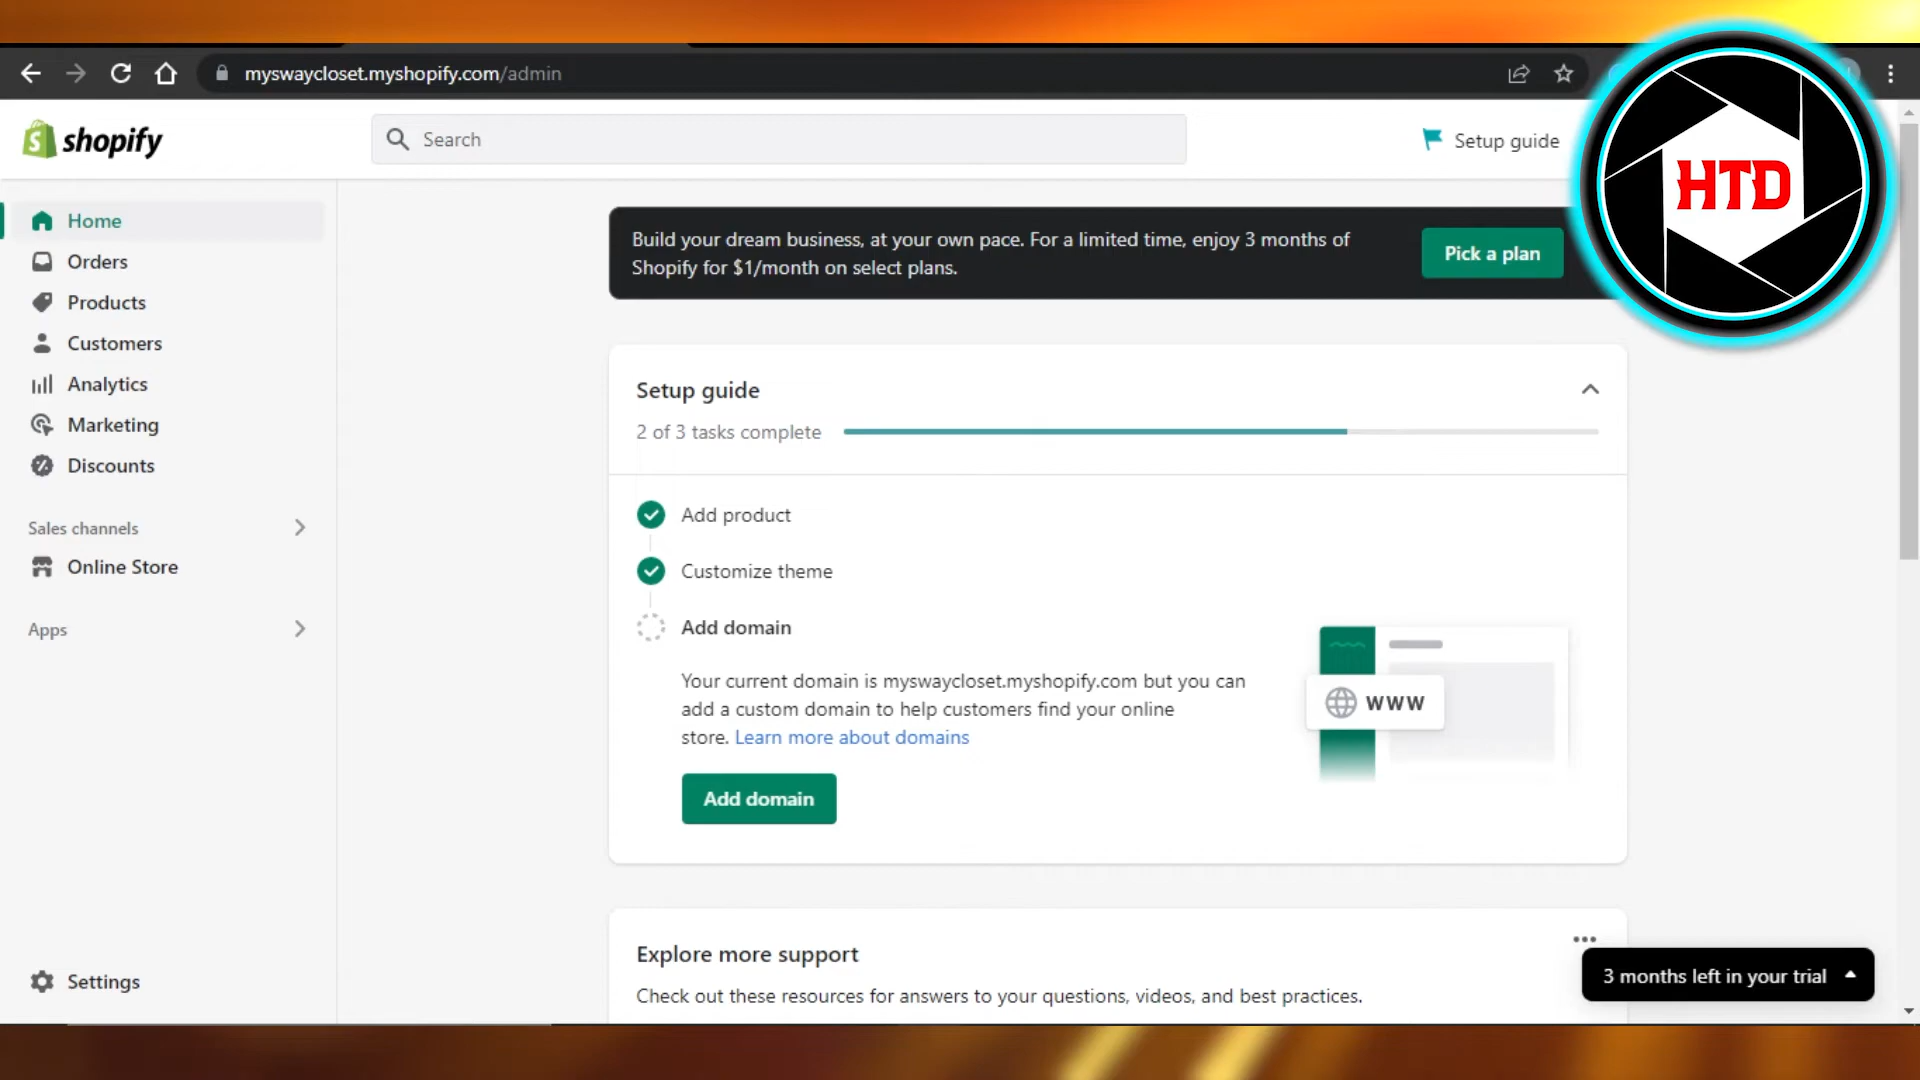 myswaycloset.myshopify.com/admin
shopify
Search
Setup guide
HTD
Home
Orders
Products
Customers
Analytics
Marketing
Discounts
Sales channels
Online Store
Apps
Settings
Build your dream business, at your own pace. For a limited time, enjoy 3 months of
Shopify for $1/month on select plans.
Pick a plan
Setup guide
2 of 3 tasks complete
Add product
Customize theme
Add domain
Your current domain is myswaycloset.myshopify.com but you can
add a custom domain to help customers find your online
store. Learn more about domains
www
Add domain
Explore more support
Check out these resources for answers to your questions, videos, and best practices.
3 months left in your trial